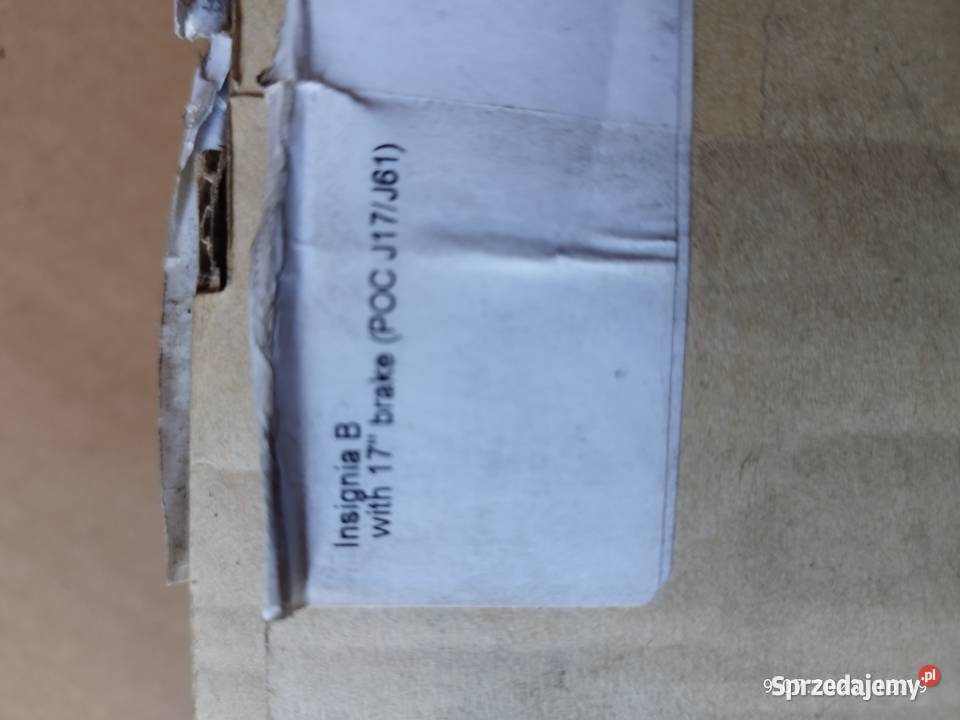 Insignia B
with 17" brake (POC J17/J61)
Sprzedajemy.pl